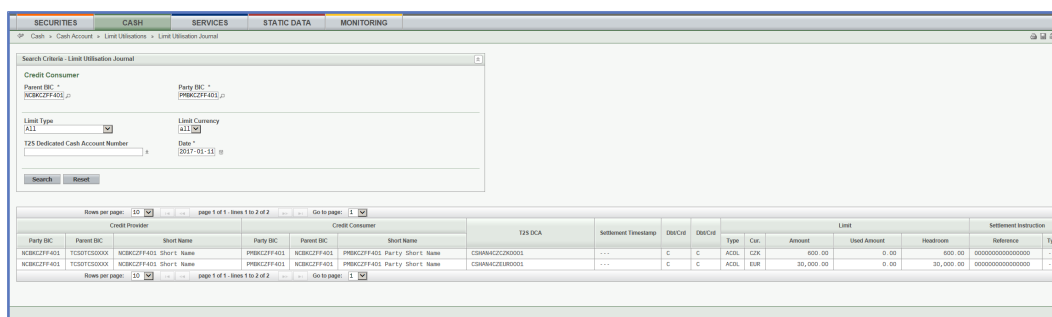 SECURITIES CASH SERVICES STATIC DATA MONITORING
Cash » Cash Account » Limit Utilisations » Limit Utilisation Journal
Search Criteria - Limit Utilisation Journal
Credit Consumer
Parent BIC * Party BIC *
NCBKCZFF401 PMBKCZFF401
Limit Type Limit Currency
All all
T2S Dedicated Cash Account Number Date *
2017-01-11
Search Reset
Rows per page: 10 page 1 of 1 - lines 1 to 2 of 2 Go to page: 1
Credit Provider Credit Consumer T2S DCA Settlement Timestamp Dbt/Crd Dbt/Crd Limit Settlement Instruction
Party BIC Parent BIC Short Name Party BIC Parent BIC Short Name Type Cur. Amount Used Amount Headroom Reference
NCBKCZFF401 TCSDTCSOXXX NCBKCZFF401 Short Name PMBKCZFF401 NCBKCZFF401 PMBKCZFF401 Party Short Name CSHAN4CZCZKDO01 --- C C ACOL CZK 600.00 0.00 600.00 0000000000000000
NCBKCZFF401 TCSDTCSOXXX NCBKCZFF401 Short Name PMBKCZFF401 NCBKCZFF401 PMBKCZFF401 Party Short Name CSHAN4CZEURDO01 --- C C ACOL EUR 30,000.00 0.00 30,000.00 0000000000000000
Rows per page: 10 page 1 of 1 - lines 1 to 2 of 2 Go to page: 1